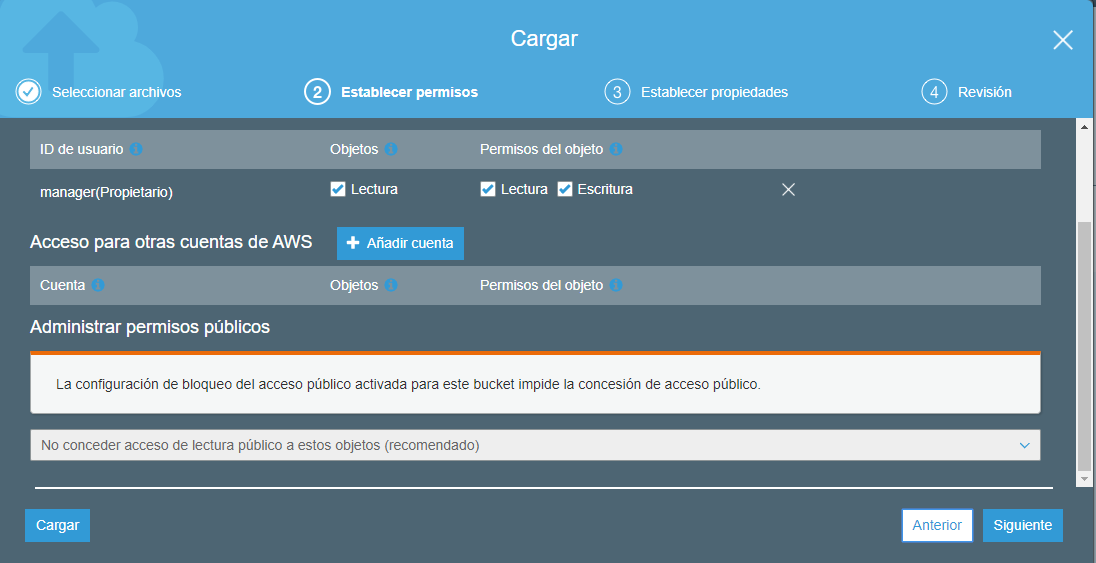 Cargar
Seleccionar archivos
2 Establecer permisos
3 Establecer propiedades
4 Revisión
ID de usuario Objetos Permisos del objeto
manager(Propietario) Lectura Lectura Escritura
Acceso para otras cuentas de AWS Añadir cuenta
Cuenta Objetos Permisos del objeto
Administrar permisos públicos
La configuración de bloqueo del acceso público activada para este bucket impide la concesión de acceso público.
No conceder acceso de lectura público a estos objetos (recomendado)
Cargar Anterior Siguiente